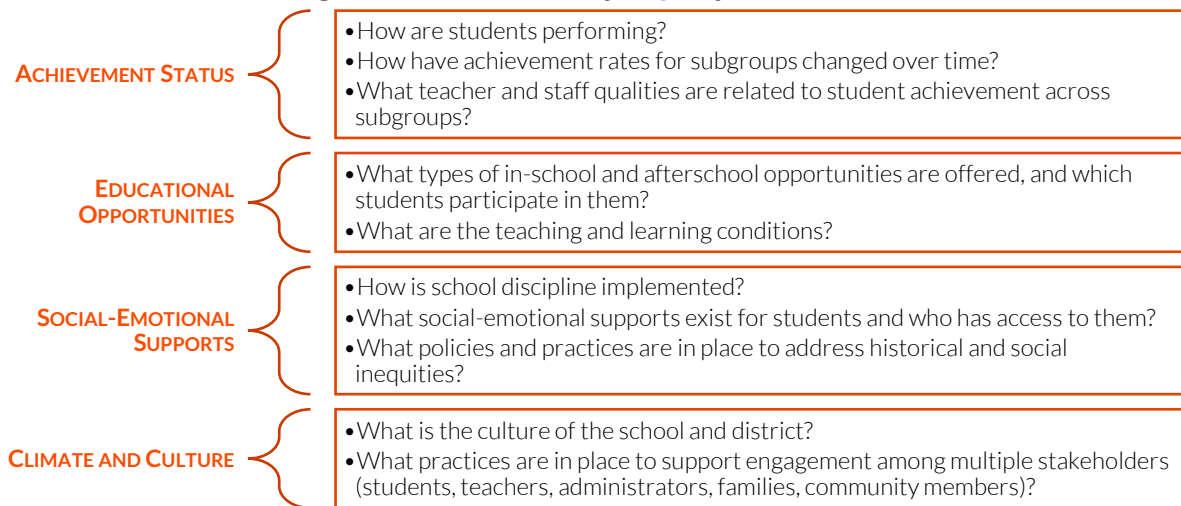 ACHIEVEMENT STATUS
•How are students performing?
•How have achievement rates for subgroups changed over time?
•What teacher and staff qualities are related to student achievement across
subgroups?
EDUCATIONAL
OPPORTUNITIES
•What types of in-school and afterschool opportunities are offered, and which
students participate in them?
•What are the teaching and learning conditions?
SOCIAL-EMOTIONAL
SUPPORTS
•How is school discipline implemented?
•What social-emotional supports exist for students and who has access to them?
•What policies and practices are in place to address historical and social
inequities?
CLIMATE AND CULTURE
•What is the culture of the school and district?
•What practices are in place to support engagement among multiple stakeholders
(students, teachers, administrators, families, community members)?